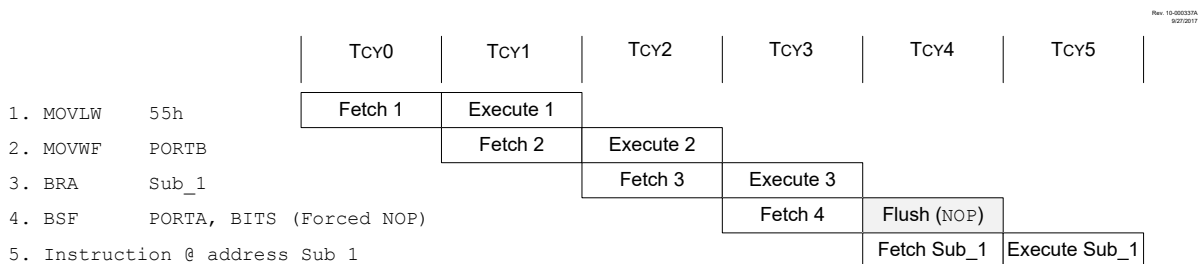 Rev. 10-000337A
9/27/2017
TCY0 TCY1 TCY2 TCY3 TCY4 TCY5
1. MOVLW 55h Fetch 1 Execute 1
2. MOVWF PORTB Fetch 2 Execute 2
3. BRA Sub_1 Fetch 3 Execute 3
4. BSF PORTA, BITS (Forced NOP) Fetch 4 Flush (NOP)
5. Instruction @ address Sub 1 Fetch Sub_1 Execute Sub_1